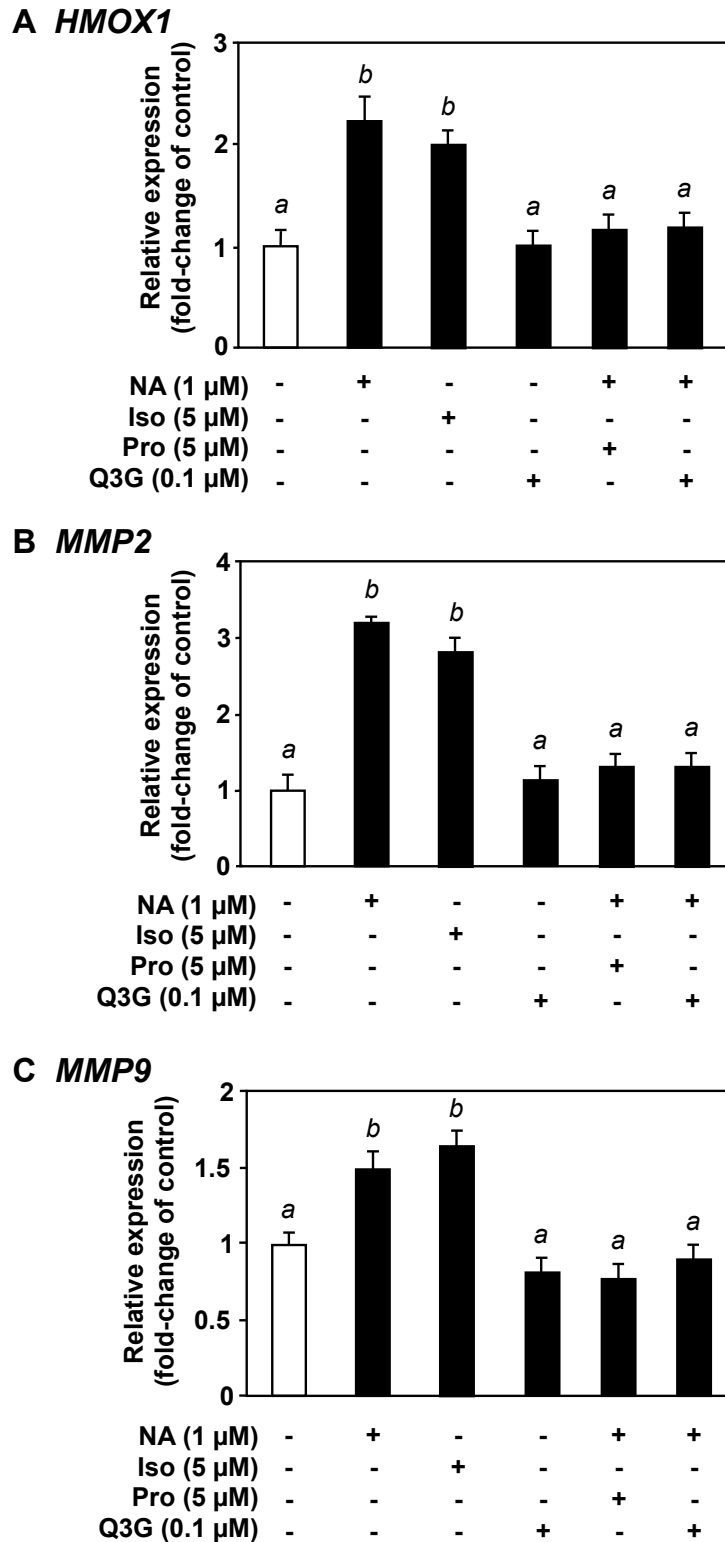 A HMOX1
Relative expression
(fold-change of control)
3
2
1
0
a
b
b
a
a
a
NA (1 µM) - + - - + +
Iso (5 µM) - - + - - -
Pro (5 µM) - - - - + -
Q3G (0.1 µM) - - - + - +
B MMP2
Relative expression
(fold-change of control)
4
3
2
1
0
a
b
b
a
a
a
NA (1 µM) - + - - + +
Iso (5 µM) - - + - - -
Pro (5 µM) - - - - + -
Q3G (0.1 µM) - - - + - +
C MMP9
Relative expression
(fold-change of control)
2
1.5
1
0.5
0
a
b
b
a
a
a
NA (1 µM) - + - - + +
Iso (5 µM) - - + - - -
Pro (5 µM) - - - - + -
Q3G (0.1 µM) - - - + - +